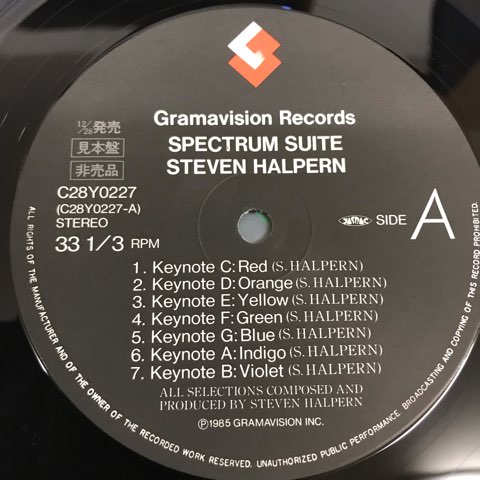 Gramavision Records
SPECTRUM SUITE
STEVEN HALPERN
12/28発売
見本盤
非売品
C28Y0227
(C28Y0227-A)
STEREO
33 1/3 RPM
JASRAC
SIDE A
1. Keynote C:Red (S. HALPERN)
2. Keynote D:Orange (S. HALPERN)
3. Keynote E:Yellow (S. HALPERN)
4. Keynote F:Green (S. HALPERN)
5. Keynote G:Blue (S. HALPERN)
6. Keynote A:Indigo (S. HALPERN)
7. Keynote B:Violet (S. HALPERN)
ALL SELECTIONS COMPOSED AND
PRODUCED BY STEVEN HALPERN
℗1985 GRAMAVISION INC.
ALL RIGHTS OF THE MANUFACTURER AND OF THE OWNER OF THE RECORDED WORK RESERVED. UNAUTHORIZED PUBLIC PERFORMANCE, BROADCASTING AND COPYING OF THIS RECORD PROHIBITED.